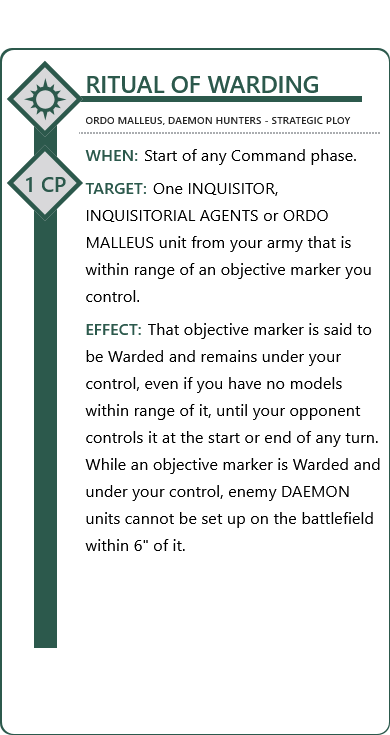 RITUAL OF WARDING
ORDO MALLEUS, DAEMON HUNTERS - STRATEGIC PLOY
WHEN: Start of any Command phase.
1 CP
TARGET: One INQUISITOR,
INQUISITORIAL AGENTS or ORDO
MALLEUS unit from your army that is
within range of an objective marker you
control.
EFFECT: That objective marker is said to
be Warded and remains under your
control, even if you have no models
within range of it, until your opponent
controls it at the start or end of any turn.
While an objective marker is Warded and
under your control, enemy DAEMON
units cannot be set up on the battlefield
within 6" of it.